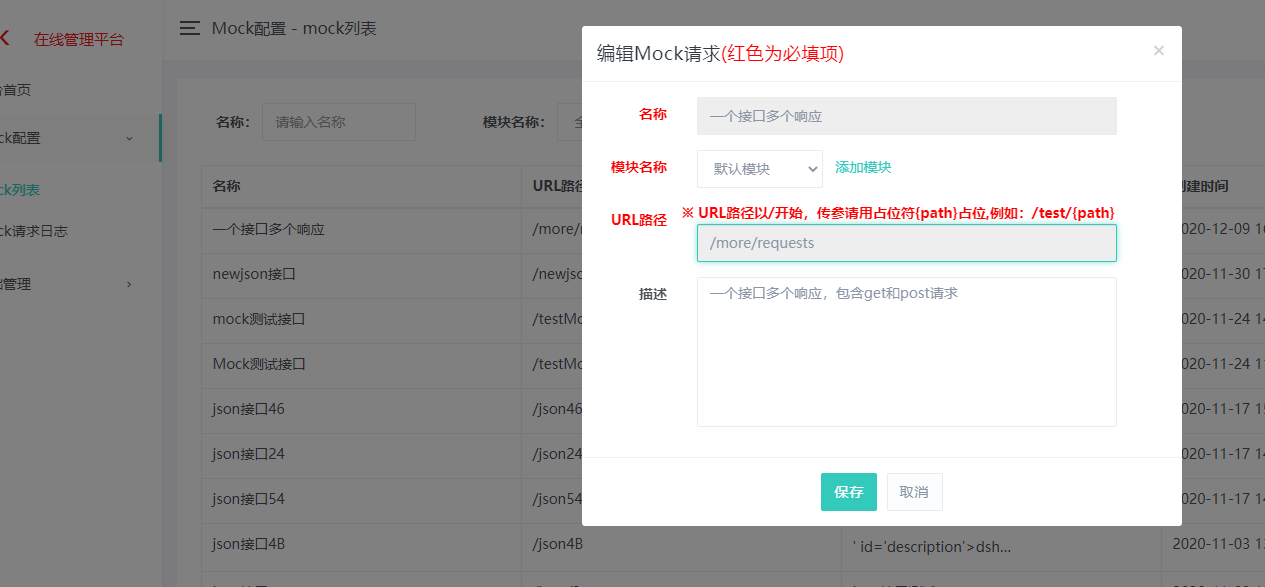 在线管理平台
Mock配置 - mock列表
首页
ck配置
ck列表
ck请求日志
管理
名称：
请输入名称
模块名称：
名称
URL路径
创建时间
一个接口多个响应
/more/
2020-12-09
newjson接口
/newjso
2020-11-30
mock测试接口
/testMo
2020-11-24
Mock测试接口
/testMo
2020-11-24
json接口46
/json46
2020-11-17
json接口24
/json24
2020-11-17
json接口54
/json54
2020-11-17
json接口4B
/json4B
' id='description'>dsh...
2020-11-03
编辑Mock请求(红色为必填项)
×
名称
一个接口多个响应
模块名称
默认模块
添加模块
URL路径
※ URL路径以/开始，传参请用占位符{path}占位,例如：/test/{path}
/more/requests
描述
一个接口多个响应，包含get和post请求
保存
取消